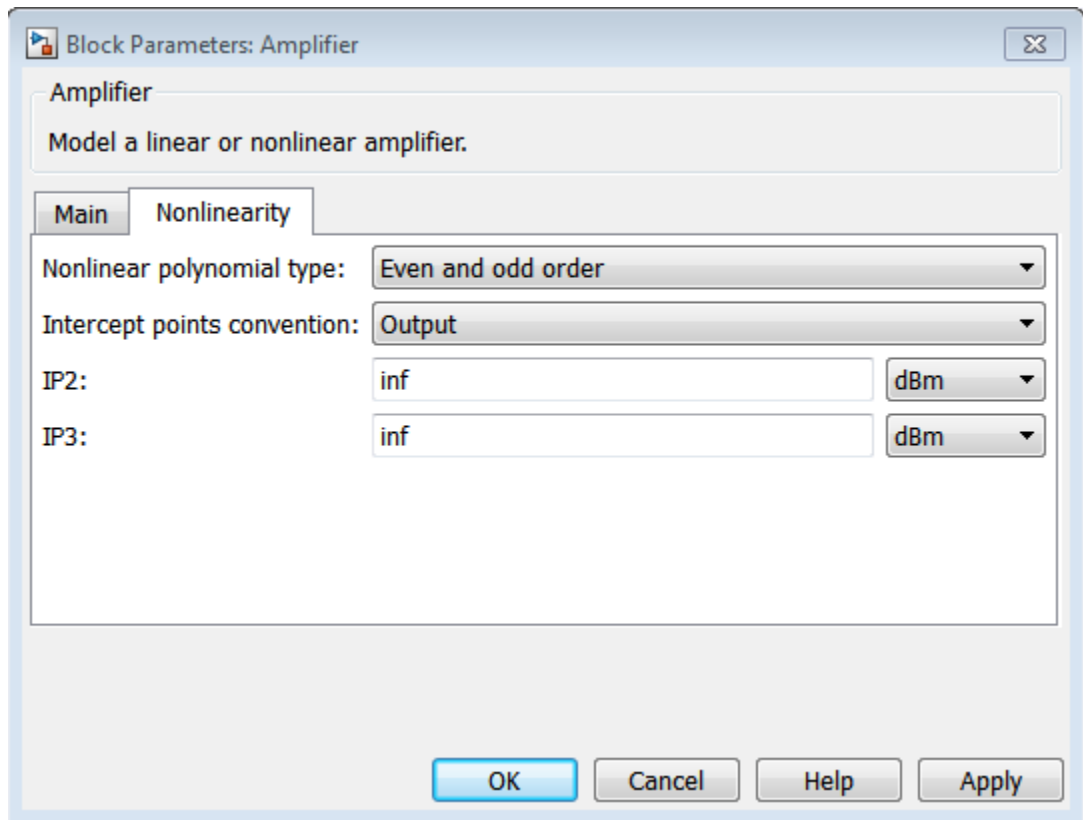 Block Parameters: Amplifier
Amplifier
Model a linear or nonlinear amplifier.
Main Nonlinearity
Nonlinear polynomial type: Even and odd order
Intercept points convention: Output
IP2: inf dBm
IP3: inf dBm
OK Cancel Help Apply